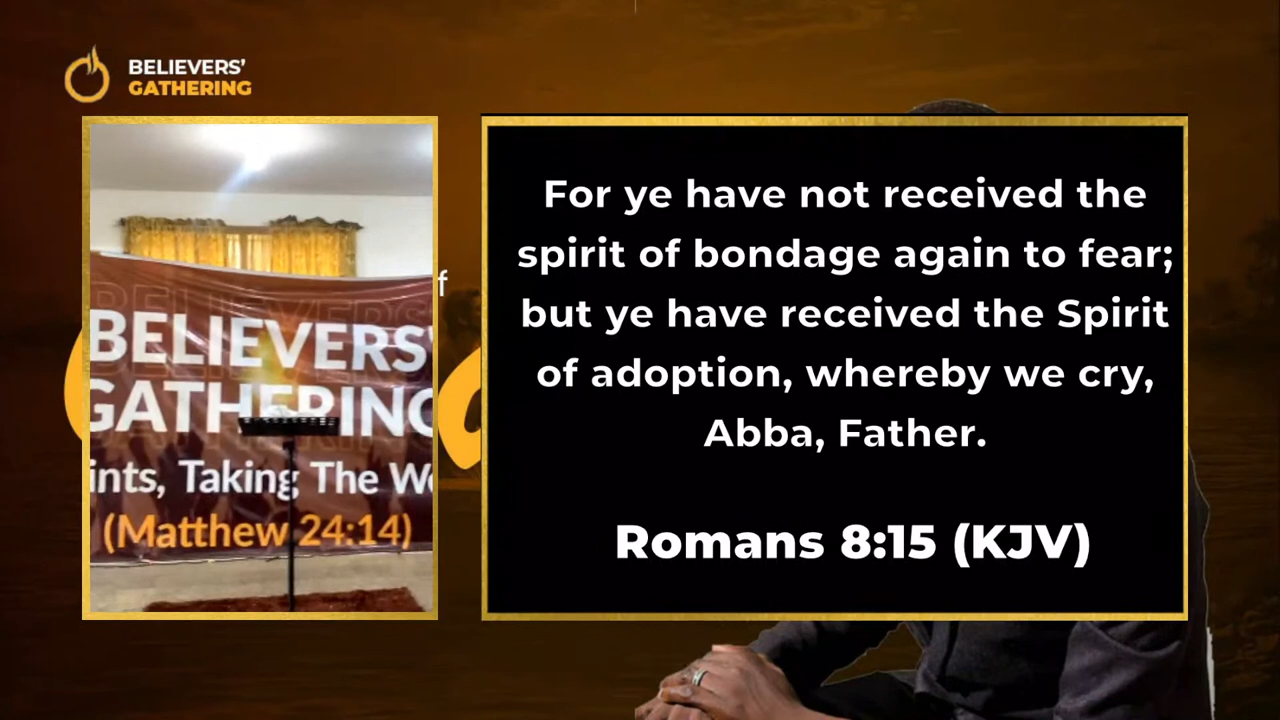 BELIEVERS'
GATHERING
BELIEVERS'
GATHERING
ints, Taking The
(Matthew 24:14)
f
For ye have not received the
spirit of bondage again to fear;
but ye have received the Spirit
of adoption, whereby we cry,
Abba, Father.
Romans 8:15 (KJV)